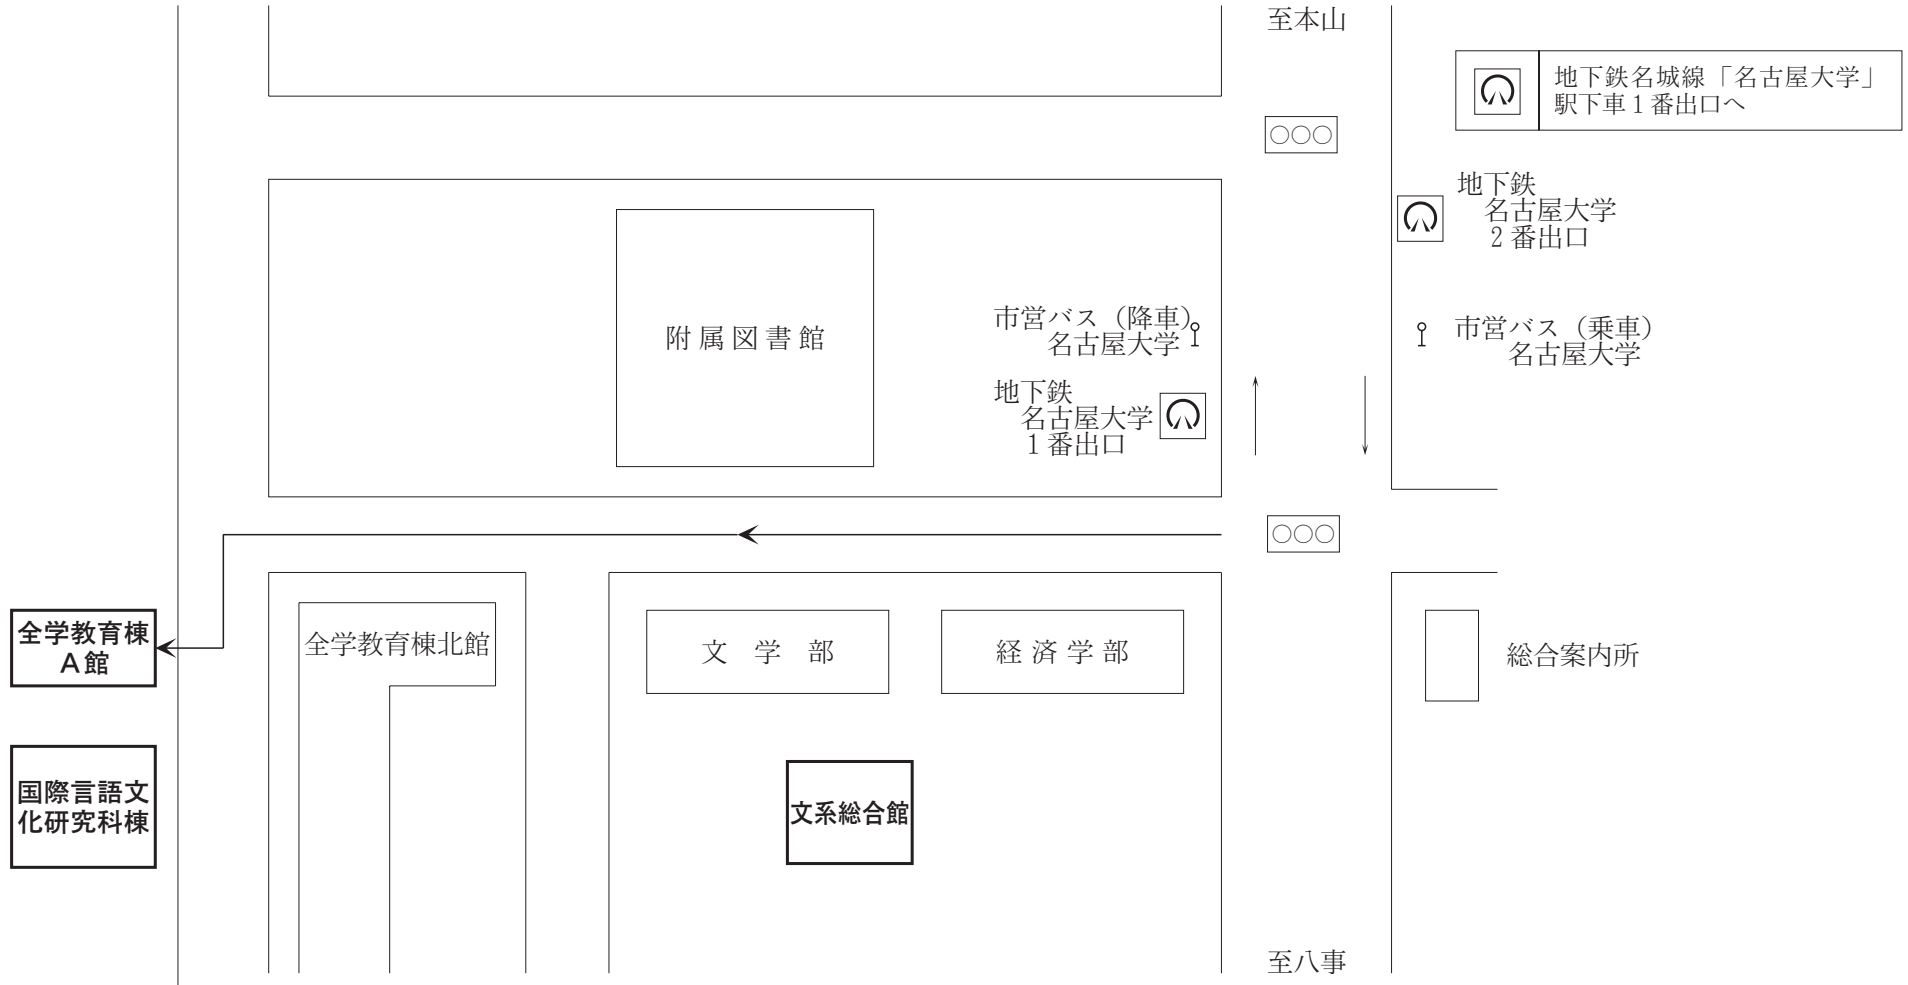 至本山
地下鉄名城線「名古屋大学」
駅下車1番出口へ
地下鉄
名古屋大学
2番出口
附属図書館
市営バス（降車）
名古屋大学
市営バス（乗車）
名古屋大学
地下鉄
名古屋大学
1番出口
全学教育棟
A館
全学教育棟北館
文学部
経済学部
総合案内所
国際言語文
化研究科棟
文系総合館
至八事